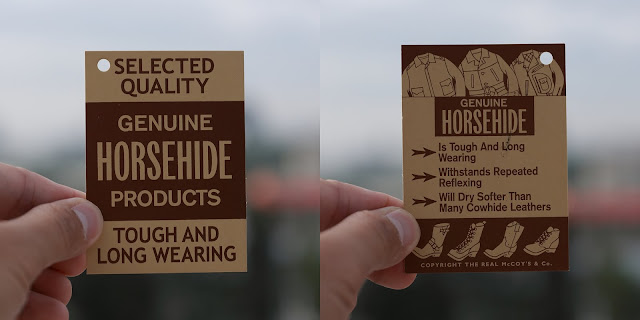 SELECTED
QUALITY
GENUINE
HORSEHIDE
PRODUCTS
TOUGH AND
LONG WEARING
GENUINE
HORSEHIDE
Is Tough And Long
Wearing
Withstands Repeated
Reflexing
Will Dry Softer Than
Many Cowhide Leathers
COPYRIGHT THE REAL McCOY'S & Co.